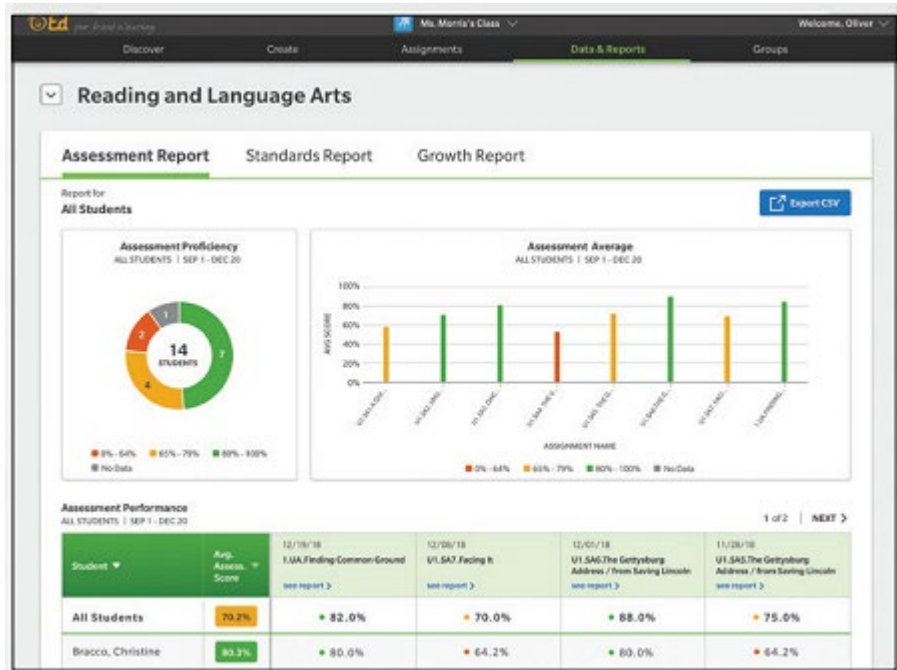 Ed your friend in learning
Ms. Morris's Class
Welcome, Oliver
Discover
Create
Assignments
Data & Reports
Groups
Reading and Language Arts
Assessment Report
Standards Report
Growth Report
Report for
All Students
Export CSV
Assessment Proficiency
ALL STUDENTS | SEP 1 - DEC 20
1
2
7
4
14
STUDENTS
0% - 64%
65% - 79%
80% - 100%
No Data
Assessment Average
ALL STUDENTS | SEP 1 - DEC 20
AVG SCORE
100%
80%
60%
40%
20%
0%
ASSIGNMENT NAME
0% - 64%
65% - 79%
80% - 100%
No Data
Assessment Performance
ALL STUDENTS | SEP 1 - DEC 20
1 of 2 | NEXT >
Student
Avg.
Assess.
Score
12/19/18
1.UA.Finding Common Ground
see report >
12/08/18
U1.SA7.Facing It
see report >
12/01/18
U1.SA6.The Gettysburg
Address / from Saving Lincoln
see report >
11/28/18
U1.SA5.The Gettysburg
Address / from Saving Lincoln
see report >
All Students
70.2%
82.0%
70.0%
88.0%
75.0%
Bracco, Christine
80.3%
80.0%
64.2%
80.0%
64.2%